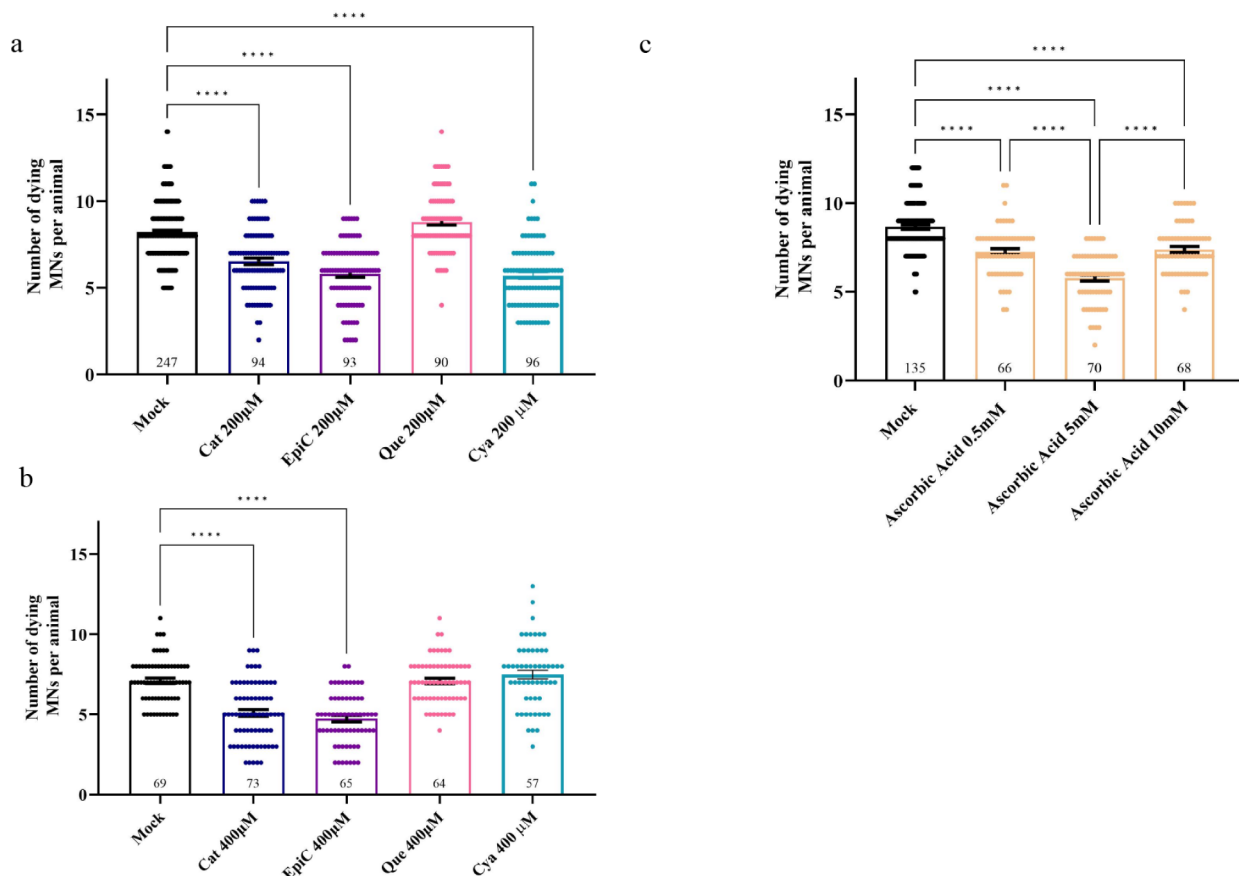 a
****
****
****
Number of dying
MNs per animal
15
10
5
0
247
94
93
90
96
Mock
Cat 200μM
EpiC 200μM
Que 200μM
Cya 200 μM
b
****
****
Number of dying
MNs per animal
15
10
5
0
69
73
65
64
57
Mock
Cat 400μM
EpiC 400μM
Que 400μM
Cya 400 μM
c
****
****
****
****
****
Number of dying
MNs per animal
15
10
5
0
135
66
70
68
Mock
Ascorbic Acid 0.5mM
Ascorbic Acid 5mM
Ascorbic Acid 10mM